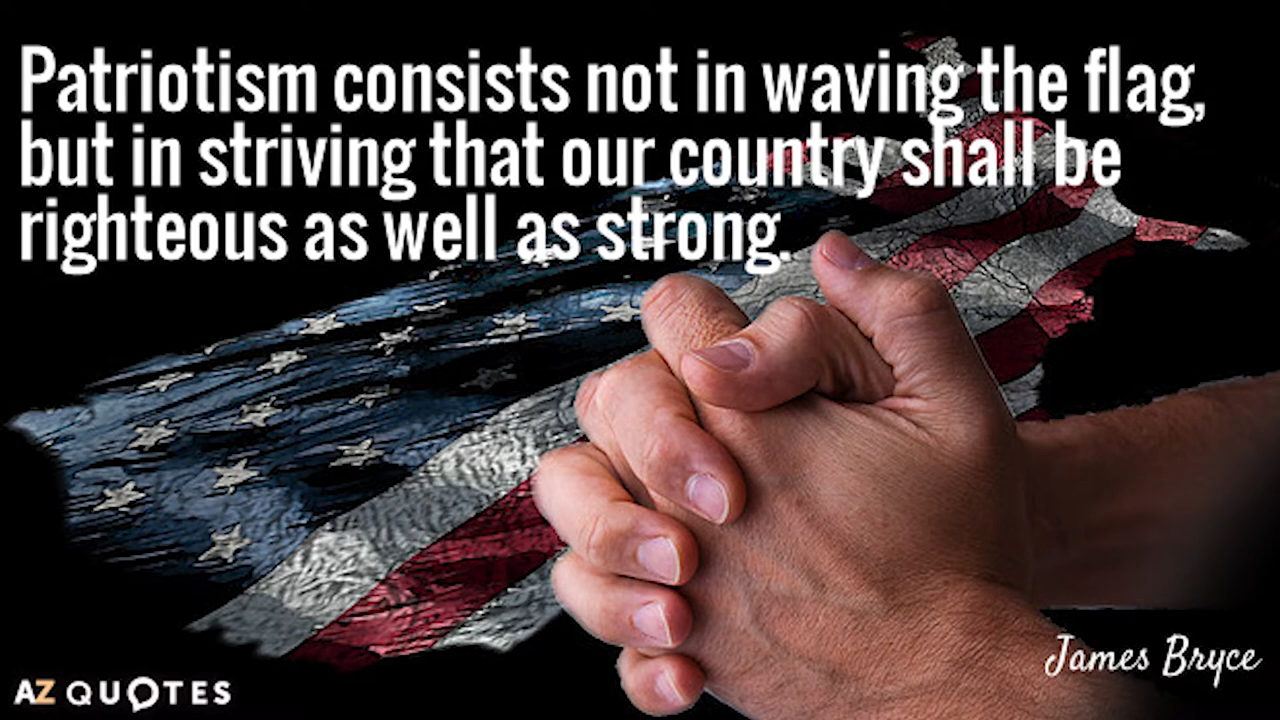 Patriotism consists not in waving the flag,
but in striving that our country shall be
righteous as well as strong.
James Bryce
AZ QUOTES